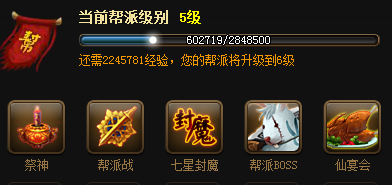 帮
当前帮派级别 5级
602719/2848500
还需2245781经验，您的帮派将升级到6级
封魔
祭神 帮派战 七星封魔 帮派BOSS 仙宴会